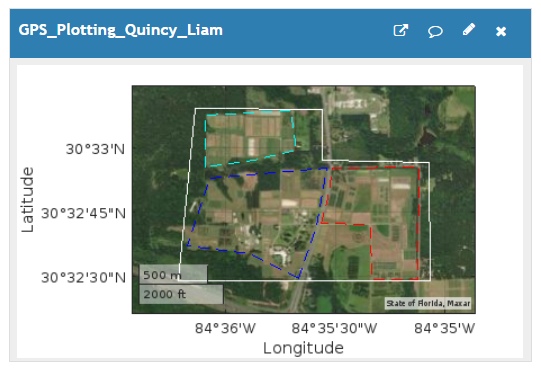 GPS_Plotting_Quincy_Liam
30°33'N
30°32'45"N
30°32'30"N
Latitude
500 m
2000 ft
State of Florida, Maxar
84°36'W
84°35'30"W
84°35'W
Longitude